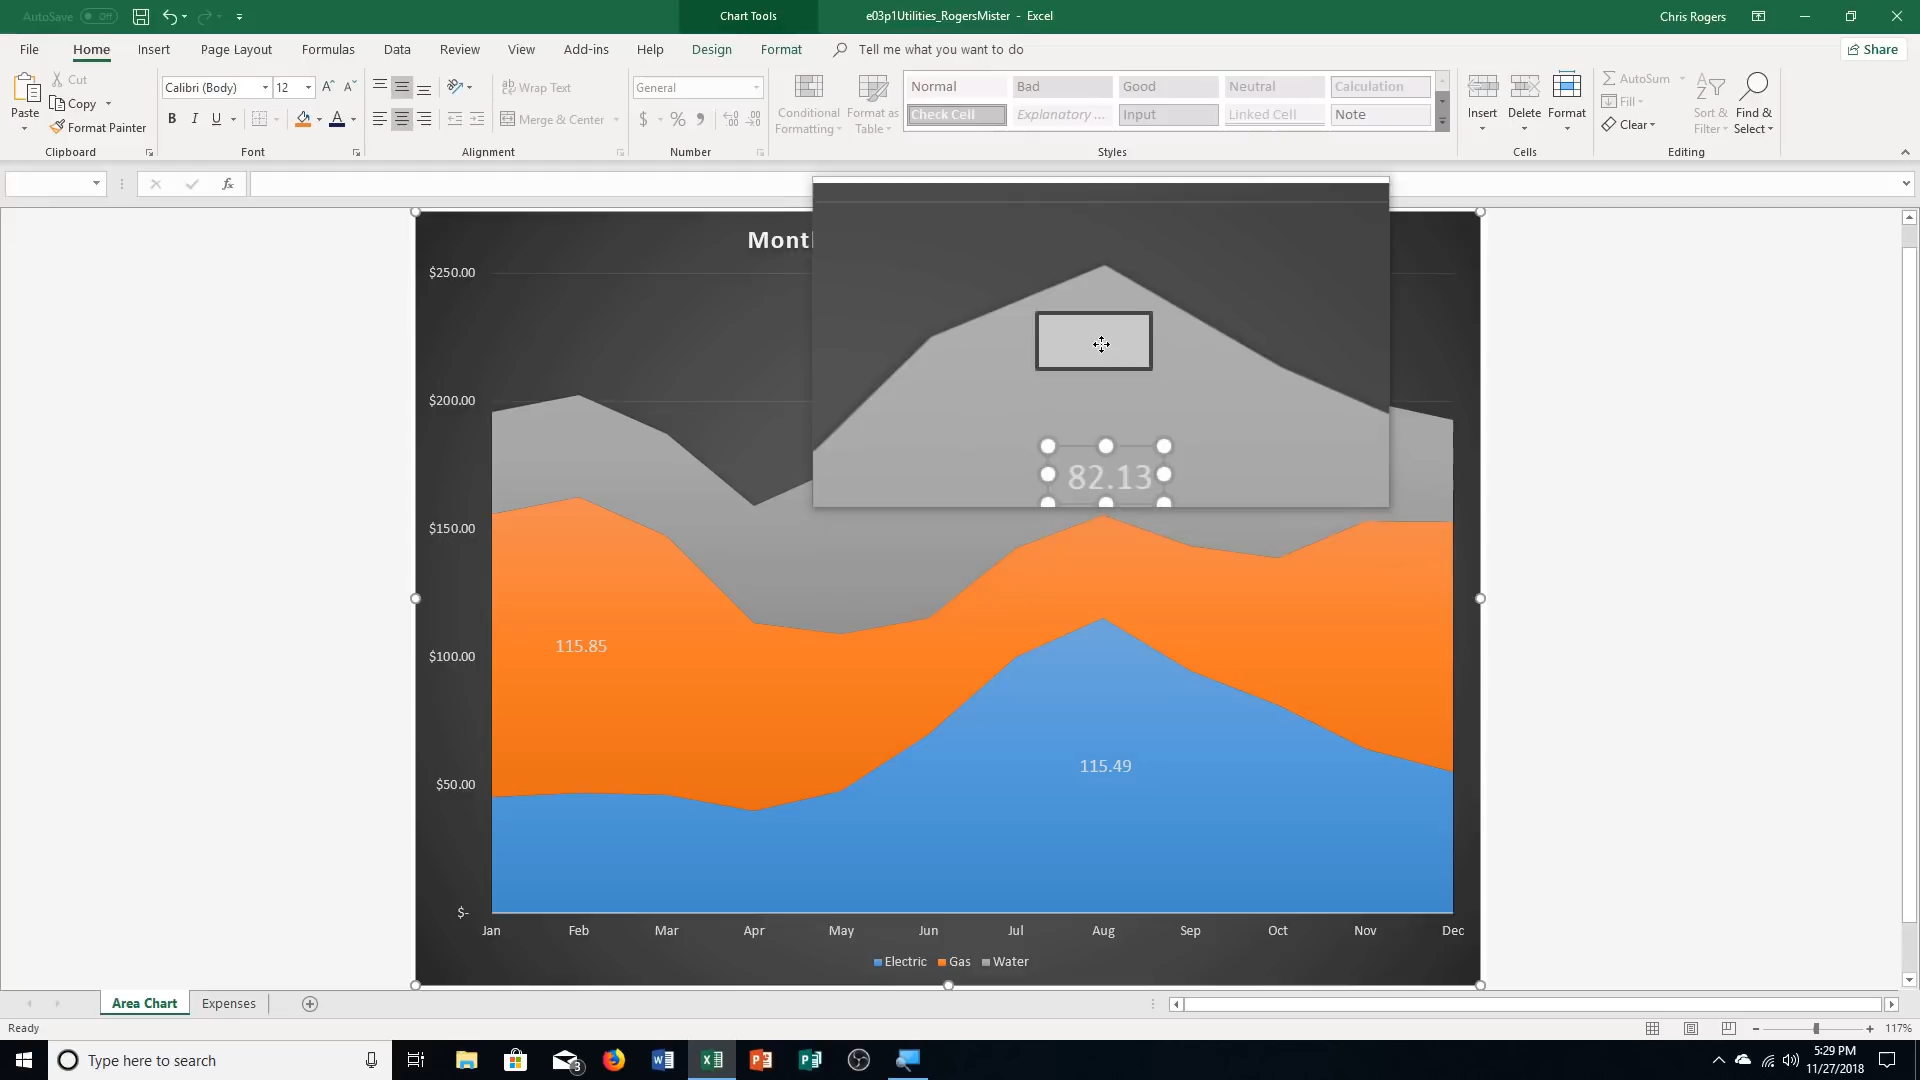 AutoSave Off
Chart Tools
e03p1Utilities_RogersMister - Excel
Chris Rogers
File Home Insert Page Layout Formulas Data Review View Add-ins Help Design Format Tell me what you want to do Share
Paste
Cut
Copy
Format Painter
Clipboard
Calibri (Body) 12
A A
B I U A
Font
ab Wrap Text
Merge & Center
Alignment
General
$ % ,
Number
Conditional Formatting
Format as Table
Normal Bad Good Neutral Calculation
Check Cell Explanatory ... Input Linked Cell Note
Styles
Insert Delete Format
Cells
AutoSum
Fill
Clear
Sort & Filter
Find & Select
Editing
fx
Mont
$250.00
$200.00
$150.00
$100.00
$50.00
$-
82.13
115.85
115.49
Jan Feb Mar Apr May Jun Jul Aug Sep Oct Nov Dec
Electric Gas Water
Area Chart Expenses
Ready
117%
Type here to search
3
5:29 PM
11/27/2018